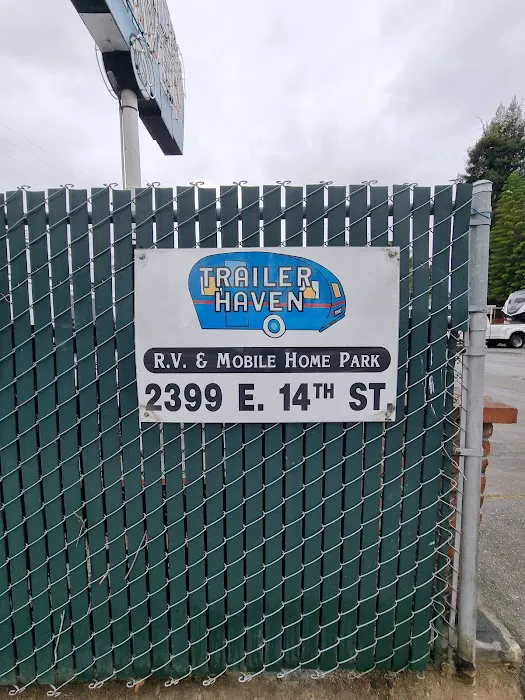 TRAILER
HAVEN
R.V. & MOBILE HOME PARK
2399 E. 14TH ST.